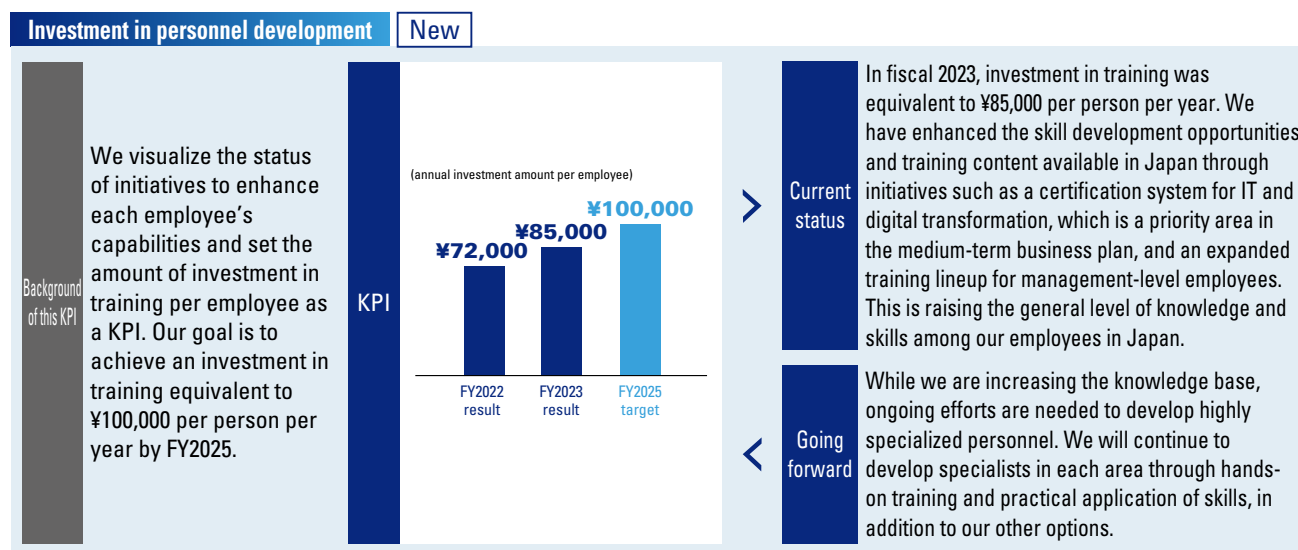 Investment in personnel development
New
Background
of this KPI
We visualize the status
of initiatives to enhance
each employee’s
capabilities and set the
amount of investment in
training per employee as
a KPI. Our goal is to
achieve an investment in
training equivalent to
¥100,000 per person per
year by FY2025.
KPI
(annual investment amount per employee)
¥72,000
¥85,000
¥100,000
FY2022
result
FY2023
result
FY2025
target
Current
status
In fiscal 2023, investment in training was
equivalent to ¥85,000 per person per year. We
have enhanced the skill development opportunities
and training content available in Japan through
initiatives such as a certification system for IT and
digital transformation, which is a priority area in
the medium-term business plan, and an expanded
training lineup for management-level employees.
This is raising the general level of knowledge and
skills among our employees in Japan.
Going
forward
While we are increasing the knowledge base,
ongoing efforts are needed to develop highly
specialized personnel. We will continue to
develop specialists in each area through hands-
on training and practical application of skills, in
addition to our other options.